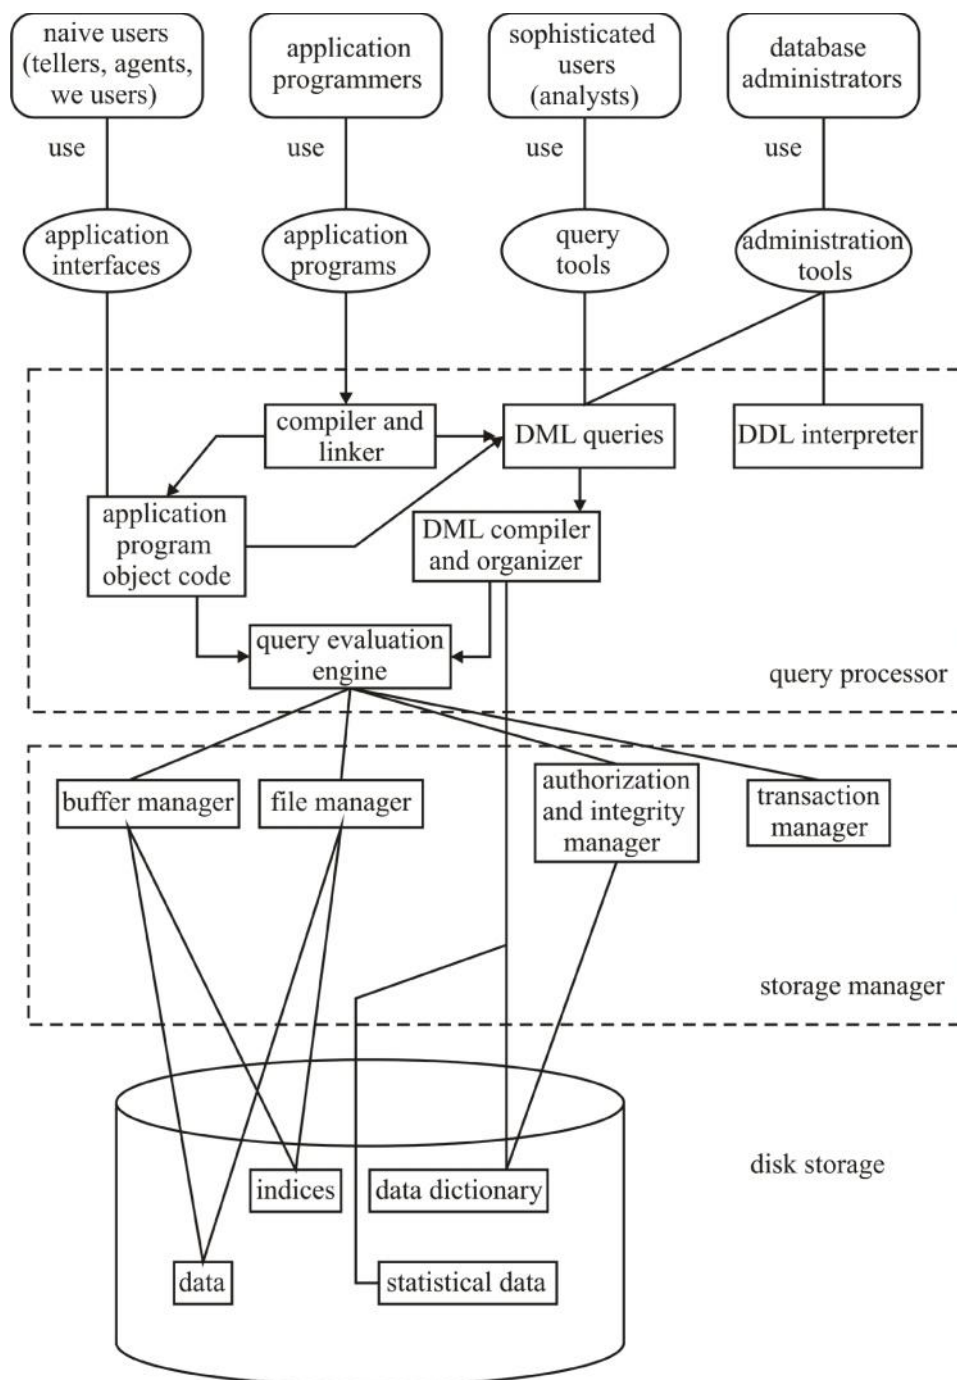 naive users
(tellers, agents,
we users)
application
programmers
sophisticated
users
(analysts)
database
administrators
use
use
use
use
application
interfaces
application
programs
query
tools
administration
tools
compiler and
linker
DML queries
DDL interpreter
application
program
object code
DML compiler
and organizer
query evaluation
engine
query processor
buffer manager
file manager
authorization
and integrity
manager
transaction
manager
storage manager
disk storage
indices
data dictionary
data
statistical data